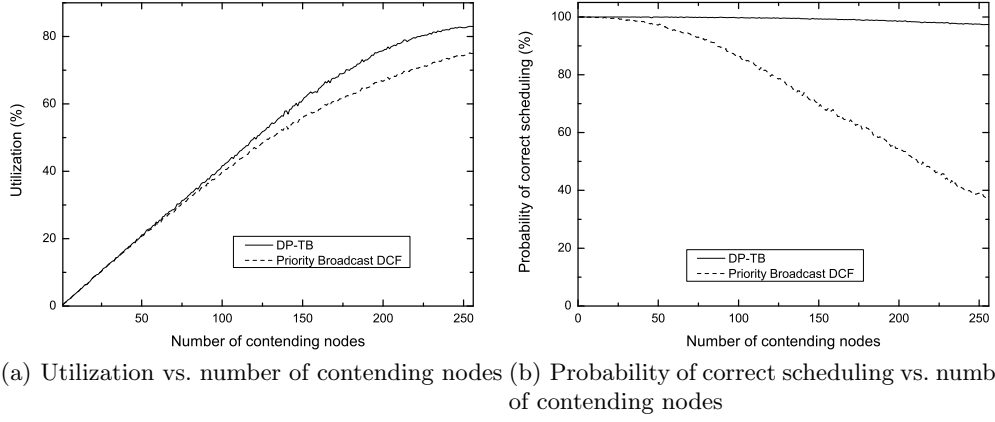 80
60
40
20
0
50
100
150
200
250
Utilization (%)
Number of contending nodes
DP-TB
Priority Broadcast DCF
100
80
60
40
20
0
0
50
100
150
200
250
Probability of correct scheduling (%)
Number of contending nodes
DP-TB
Priority Broadcast DCF
(a) Utilization vs. number of contending nodes
(b) Probability of correct scheduling vs. numb
of contending nodes